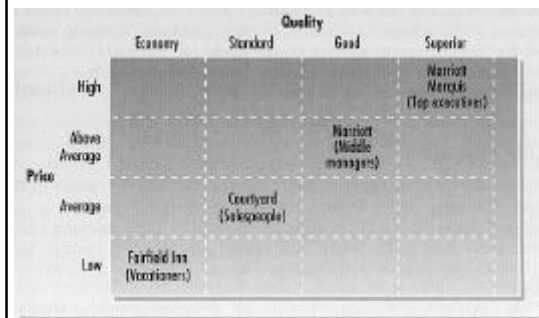 Quality
Economy Standard Good Superior
High
Marriott
Marquis
(Top executives)
Above
Average
Marriott
(Middle
managers)
Price
Average
Courtyard
(Salespeople)
Low
Fairfield Inn
(Vacationers)